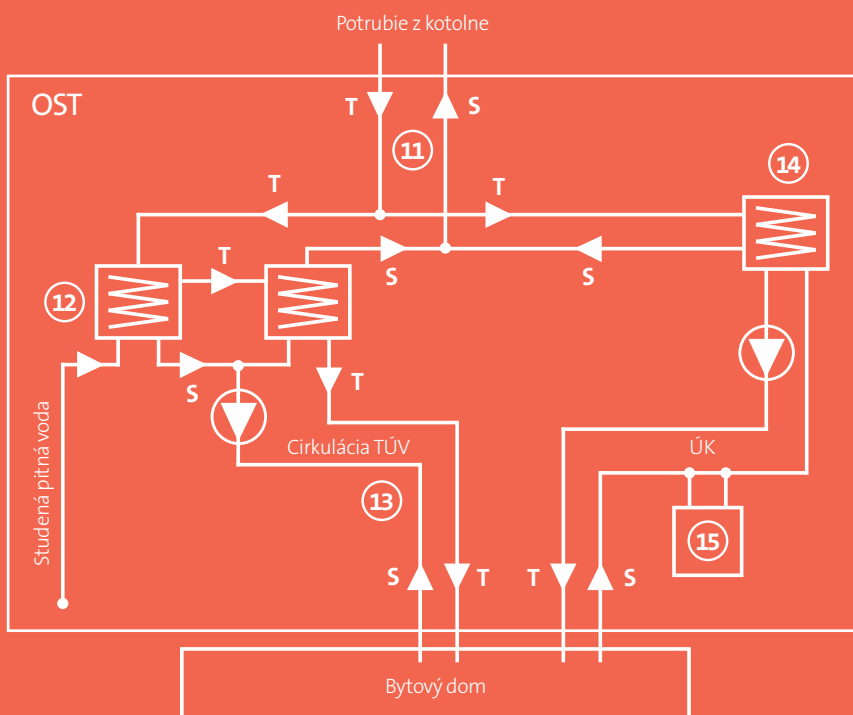 Potrubie z kotolne
OST
T
S
11
14
T
T
T
S
S
12
S
T
Studená pitná voda
Cirkulácia TÚV
ÚK
13
15
S
T
T
S
Bytový dom